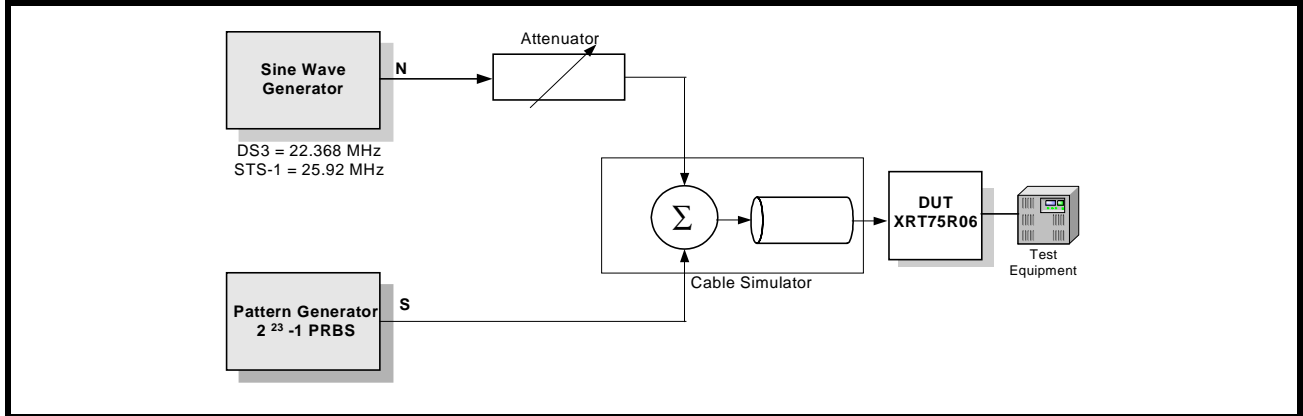 Attenuator
Sine Wave
Generator
N
DS3 = 22.368 MHz
STS-1 = 25.92 MHz
Σ
DUT
XRT75R06
Test
Equipment
Cable Simulator
Pattern Generator
2 ²³ -1 PRBS
S